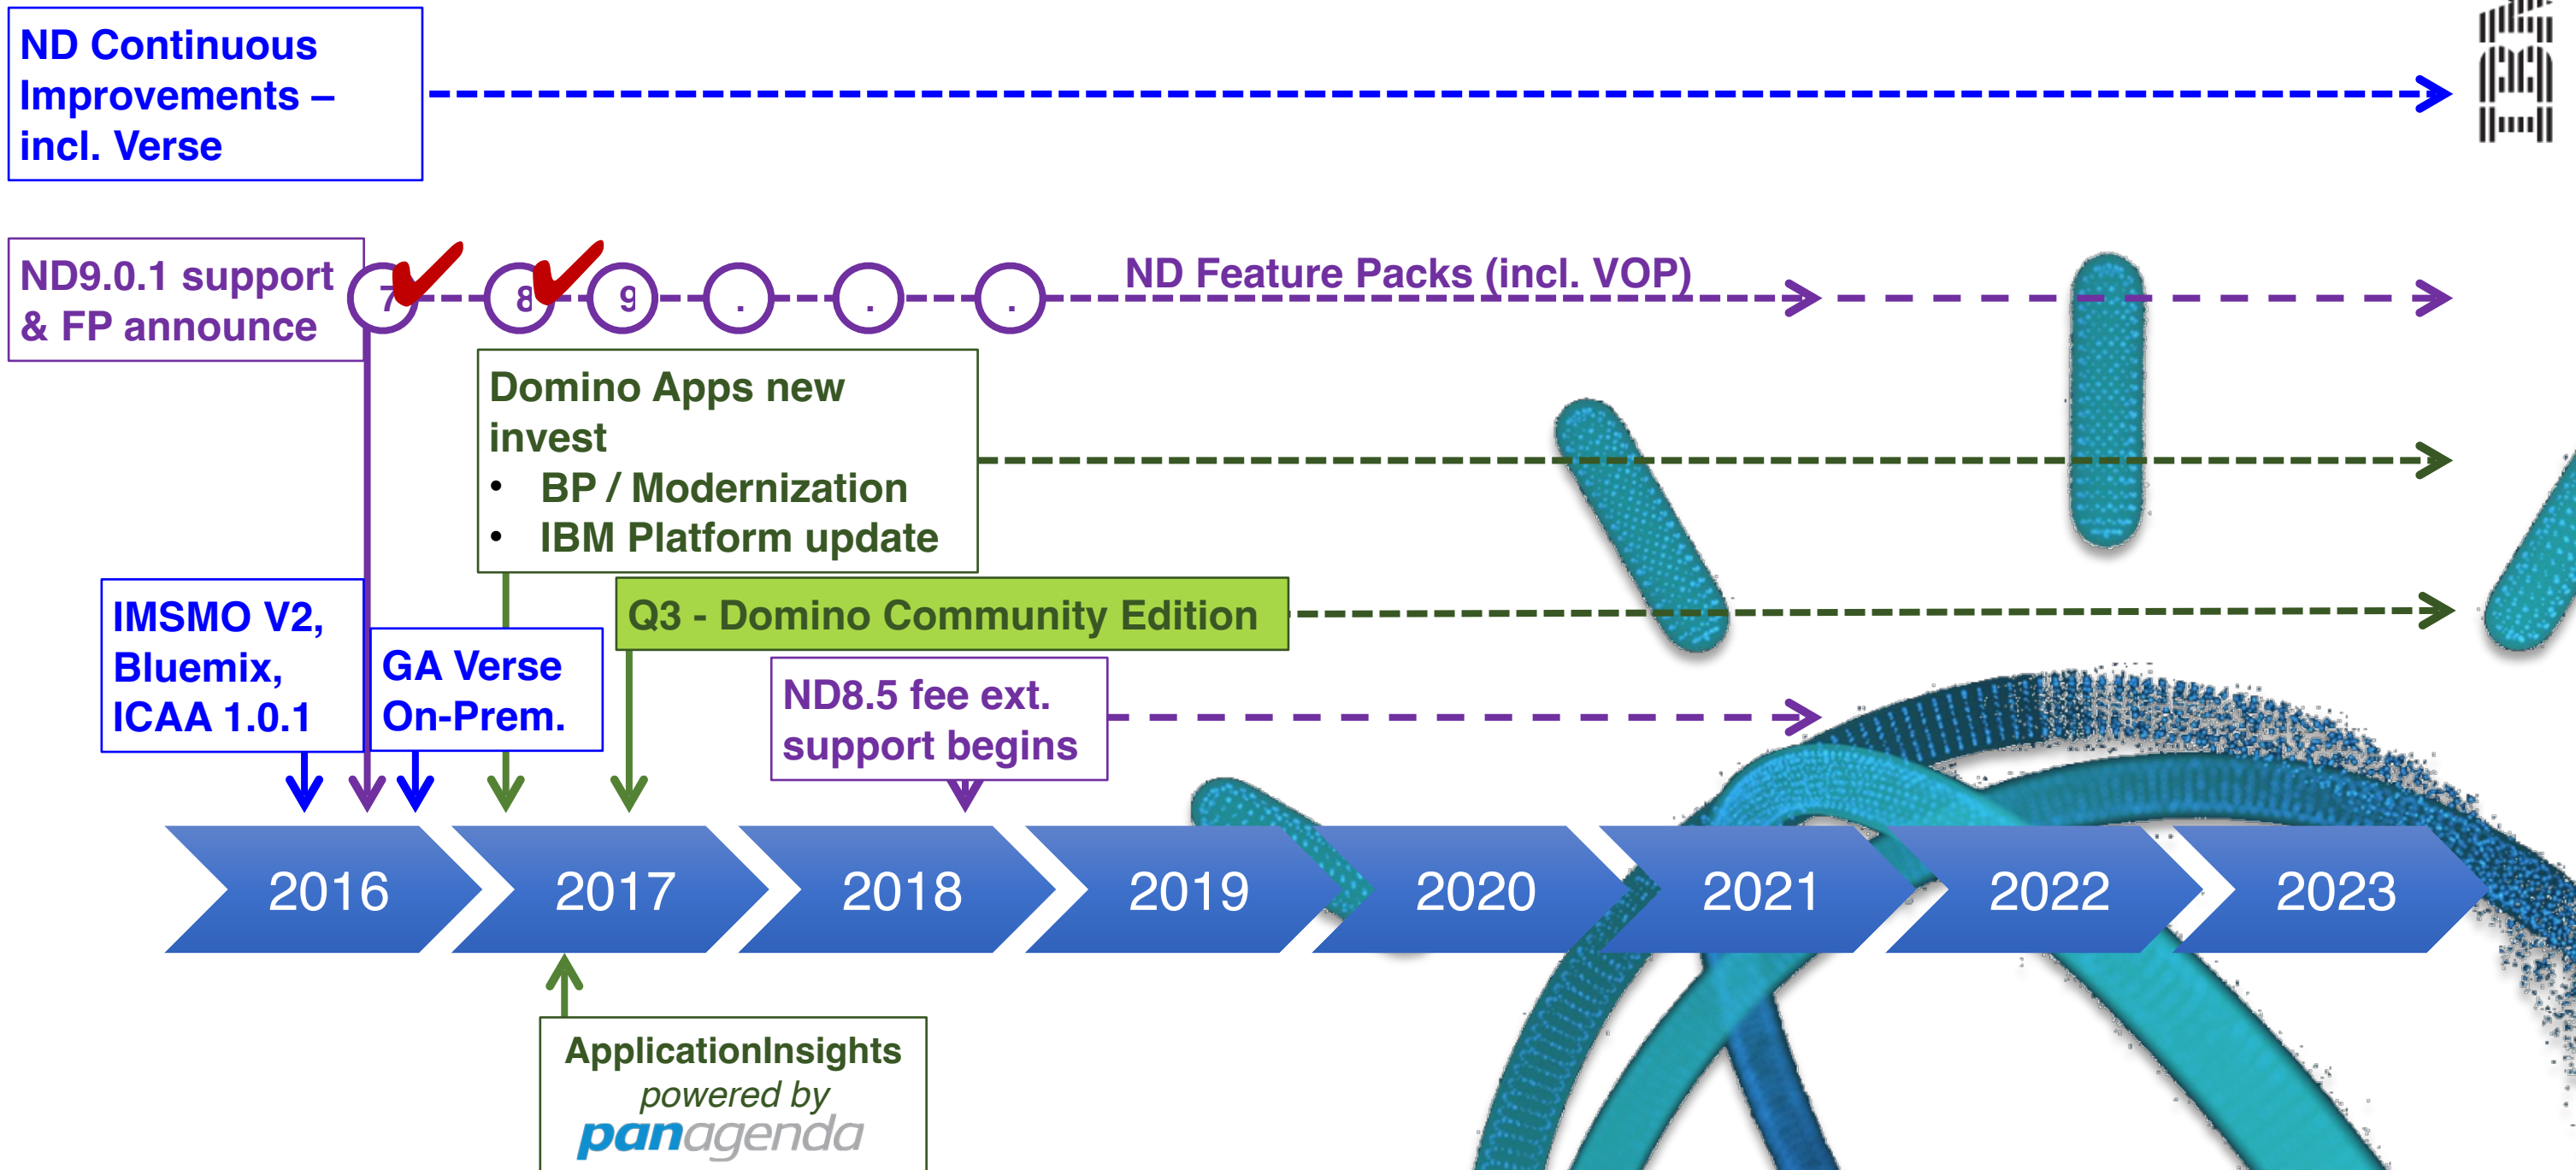 ND Continuous
Improvements –
incl. Verse
IBM
ND9.0.1 support
& FP announce
7
8
9
.
.
.
ND Feature Packs (incl. VOP)
Domino Apps new
invest
• BP / Modernization
• IBM Platform update
Q3 - Domino Community Edition
IMSMO V2,
Bluemix,
ICAA 1.0.1
GA Verse
On-Prem.
ND8.5 fee ext.
support begins
2016
2017
2018
2019
2020
2021
2022
2023
ApplicationInsights
powered by
panagenda